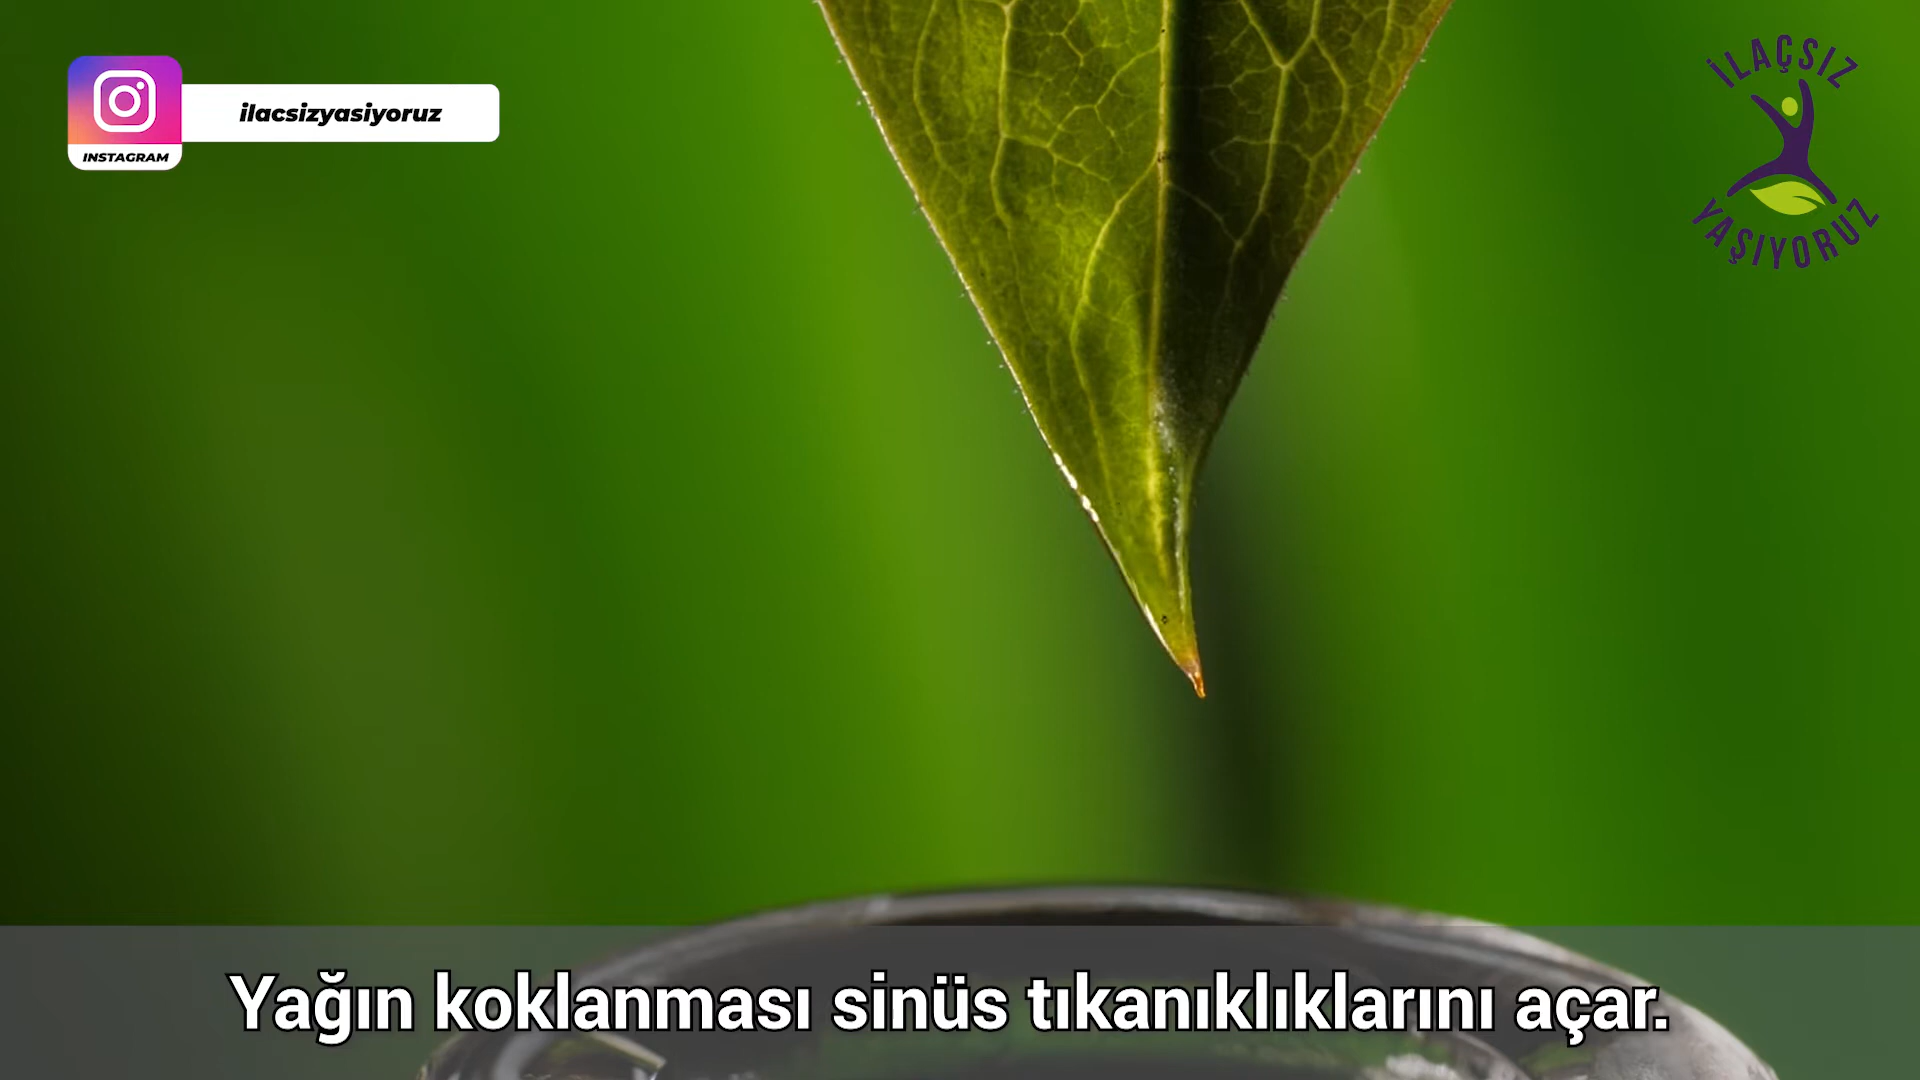 ilacsizyasiyoruz
INSTAGRAM
İLAÇSIZ
YAŞIYORUZ
Yağın koklanması sinüs tıkanıklıklarını açar.